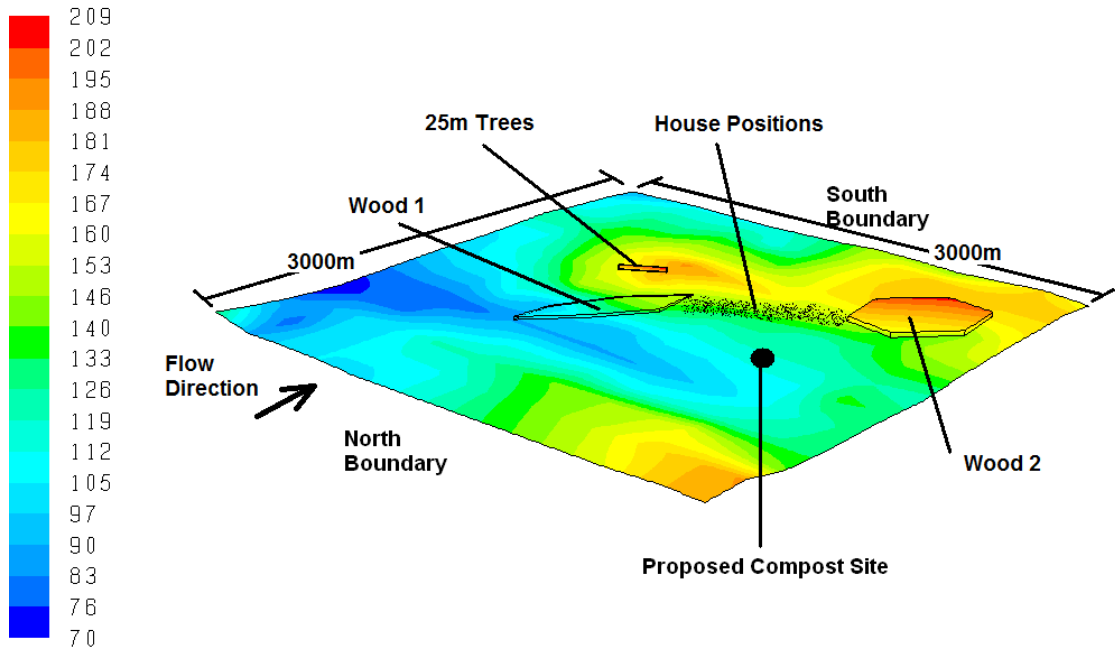 209
202
195
188
181
174
167
160
153
146
140
133
126
119
112
105
97
90
83
76
70
25m Trees
House Positions
Wood 1
South
Boundary
3000m
3000m
Flow
Direction
North
Boundary
Wood 2
Proposed Compost Site